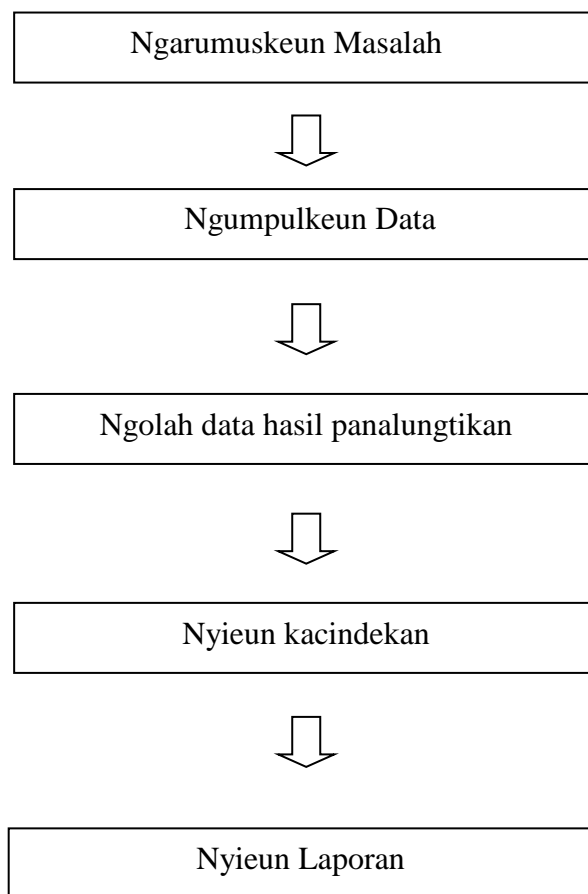 Ngarumuskeun Masalah
Ngumpulkeun Data
Ngolah data hasil panalungtikan
Nyieun kacindekan
Nyieun Laporan